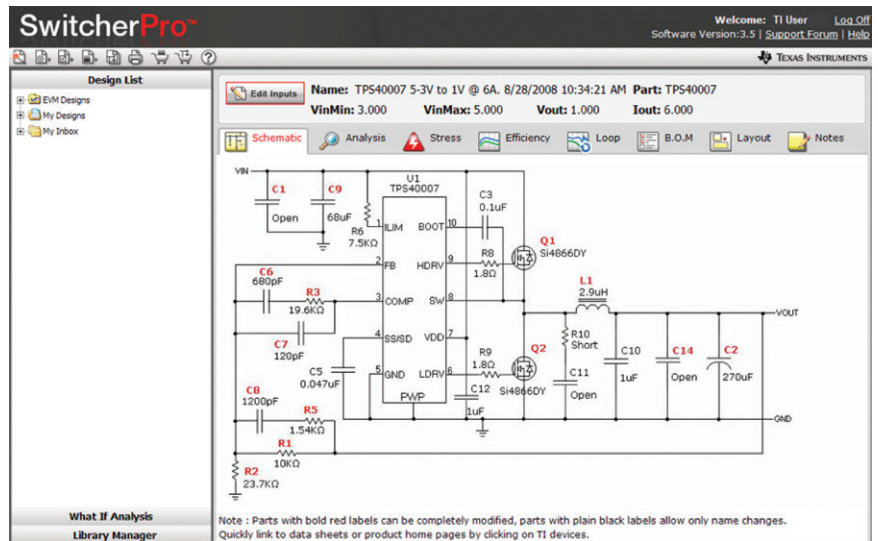 SwitcherPro™
Welcome: TI User Log Off
Software Version:3.5 | Support Forum | Help
TEXAS INSTRUMENTS
Design List
EVM Designs
My Designs
My Inbox
What If Analysis
Library Manager
Edit Inputs
Name: TPS40007 5-3V to 1V @ 6A. 8/28/2008 10:34:21 AM Part: TPS40007
VinMin: 3.000 VinMax: 5.000 Vout: 1.000 Iout: 6.000
Schematic Analysis Stress Efficiency Loop B.O.M Layout Notes
VIN
C1
Open
C9
68uF
R6
7.5KΩ
U1
TPS40007
1 ILIM BOOT 10
2 FB HDRV 9
3 COMP SW 8
4 SS/SD VDD 7
5 GND LDRV 6
PWP
C3
0.1uF
R8
1.8Ω
Q1
Si4866DY
C6
680pF
R3
19.6KΩ
C7
120pF
C5
0.047uF
C8
1200pF
R5
1.54KΩ
R1
10KΩ
R2
23.7KΩ
R9
1.8Ω
Q2
Si4866DY
C12
1uF
L1
2.9uH
R10
Short
C11
Open
C10
1uF
C14
Open
C2
270uF
VOUT
GND
Note : Parts with bold red labels can be completely modified, parts with plain black labels allow only name changes.
Quickly link to data sheets or product home pages by clicking on TI devices.